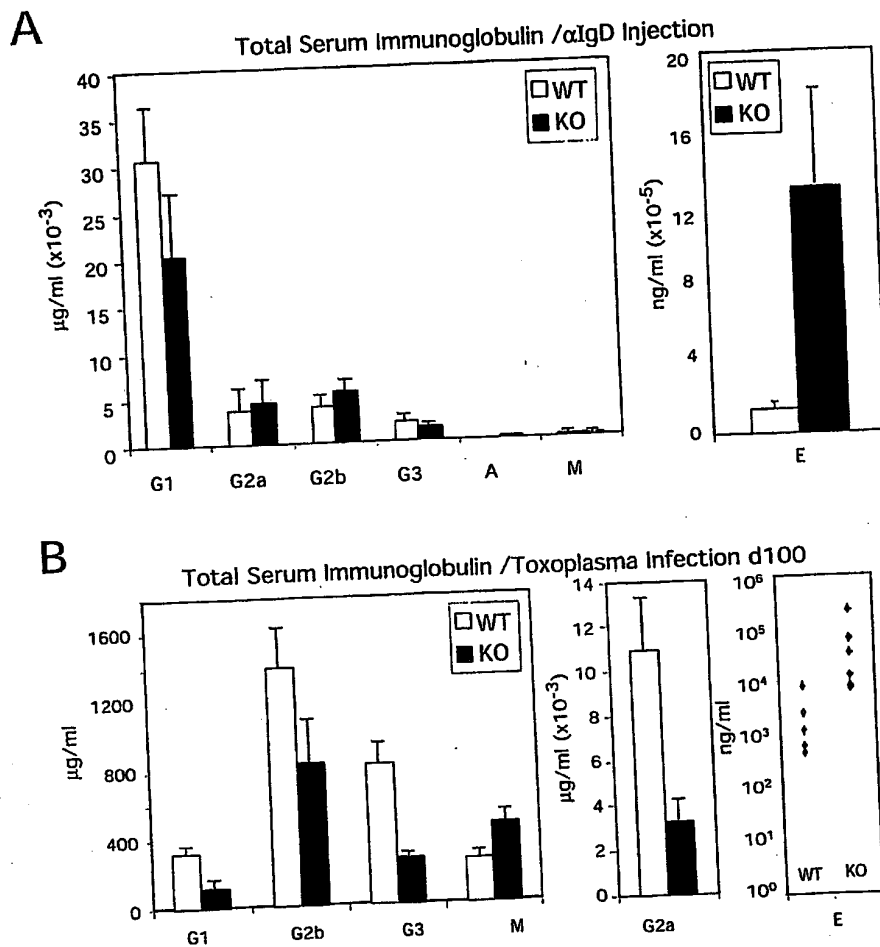 A
Total Serum Immunoglobulin /αIgD Injection
µg/ml (x10⁻³)
40
35
30
25
20
15
10
5
0
WT
KO
G1 G2a G2b G3 A M
ng/ml (x10⁻⁵)
20
16
12
8
4
0
WT
KO
E
B
Total Serum Immunoglobulin /Toxoplasma Infection d100
µg/ml
1600
1200
800
400
0
WT
KO
G1 G2b G3 M
µg/ml (x10⁻³)
14
12
10
8
6
4
2
0
G2a
ng/ml
10⁶
10⁵
10⁴
10³
10²
10¹
10⁰
WT KO
E